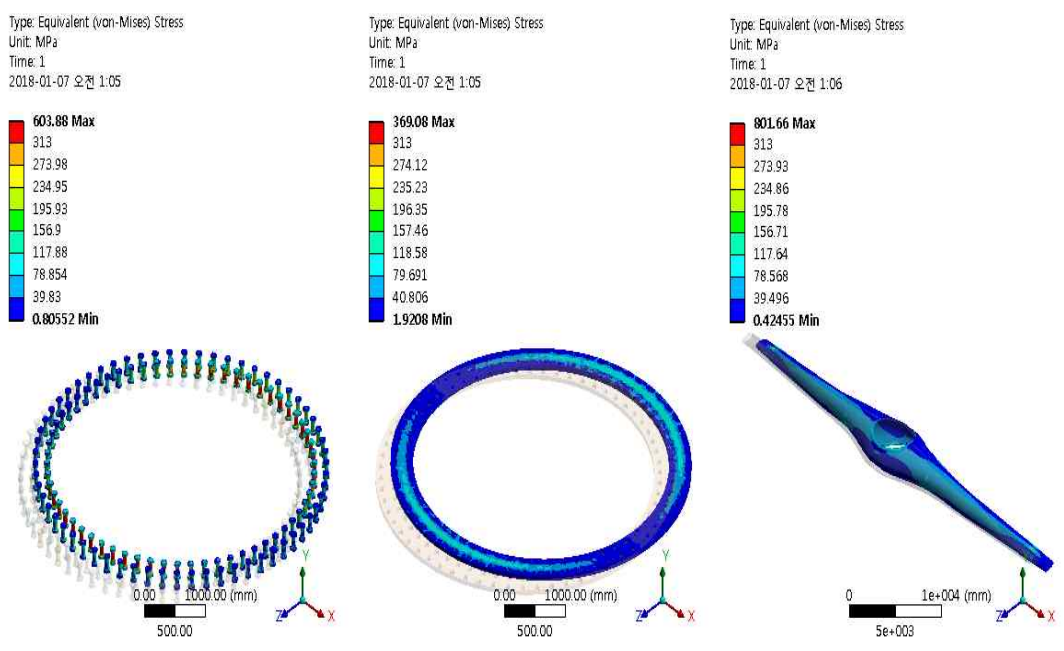 Type: Equivalent (von-Mises) Stress
Unit: MPa
Time: 1
2018-01-07 오전 1:05
603.88 Max
313
273.98
234.95
195.93
156.9
117.88
78.854
39.83
0.80552 Min
0.00
1000.00 (mm)
500.00
Y
Z
X
Type: Equivalent (von-Mises) Stress
Unit: MPa
Time: 1
2018-01-07 오전 1:05
369.08 Max
313
274.12
235.23
196.35
157.46
118.58
79.691
40.806
1.9208 Min
0.00
1000.00 (mm)
500.00
Y
Z
X
Type: Equivalent (von-Mises) Stress
Unit: MPa
Time: 1
2018-01-07 오전 1:06
801.66 Max
313
273.93
234.86
195.78
156.71
117.64
78.568
39.496
0.42455 Min
0
1e+004 (mm)
5e+003
Z
X